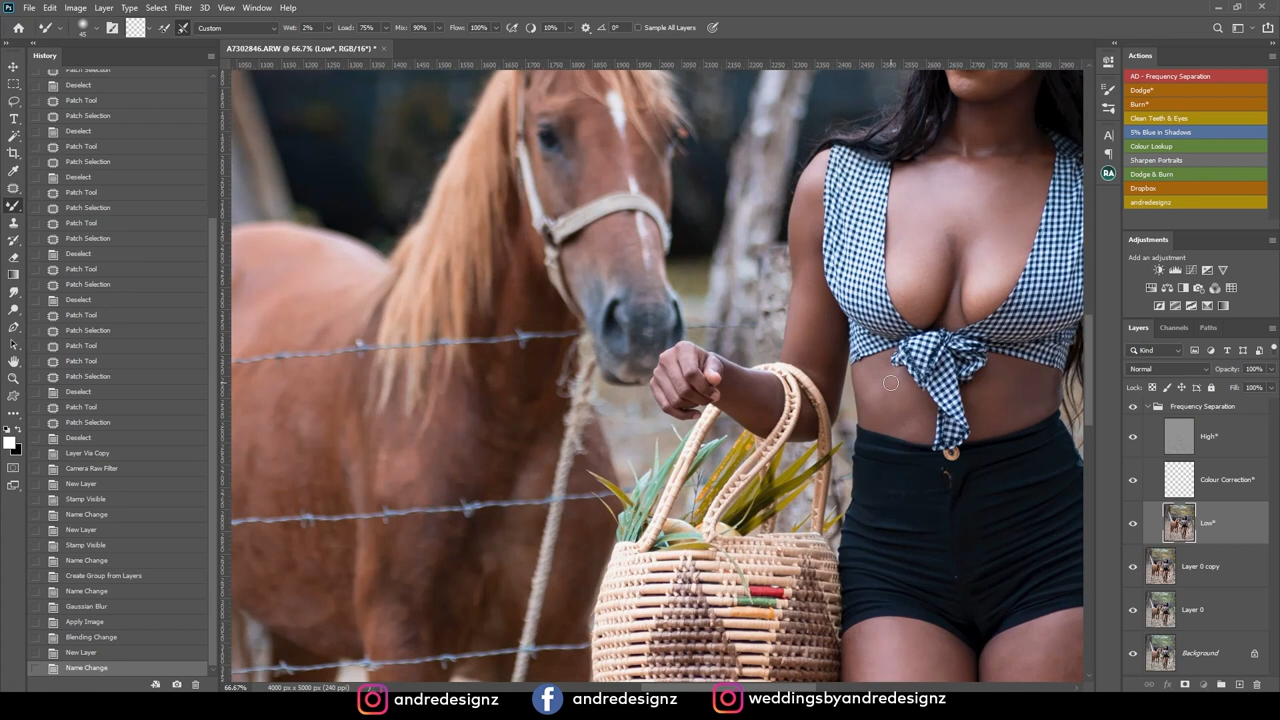 File Edit Image Layer Type Select Filter 3D View Window Help
45 Custom Wet: 2% Load: 75% Mix: 90% Flow: 100% 10% 0° Sample All Layers
A7302846.ARW @ 66.7% (Low*, RGB/16*) *
History
Patch Selection
Deselect
Patch Tool
Patch Selection
Deselect
Patch Tool
Patch Selection
Deselect
Patch Tool
Patch Selection
Patch Tool
Patch Selection
Deselect
Patch Tool
Patch Selection
Deselect
Patch Tool
Patch Selection
Patch Tool
Patch Tool
Patch Selection
Deselect
Patch Tool
Patch Selection
Deselect
Layer Via Copy
Camera Raw Filter
New Layer
Stamp Visible
Name Change
New Layer
Stamp Visible
Name Change
Create Group from Layers
Name Change
Gaussian Blur
Apply Image
Blending Change
New Layer
Name Change
Actions
AD - Frequency Separation
Dodge*
Burn*
Clean Teeth & Eyes
5% Blue in Shadows
Colour Lookup
Sharpen Portraits
Dodge & Burn
Dropbox
andredesignz
Adjustments
Add an adjustment
Layers Channels Paths
Kind
Normal Opacity: 100%
Lock: Fill: 100%
Frequency Separation
High*
Colour Correction*
Low*
Layer 0 copy
Layer 0
Background
66.67% 4000 px x 5000 px (240 ppi)
andredesignz andredesignz weddingsbyandredesignz